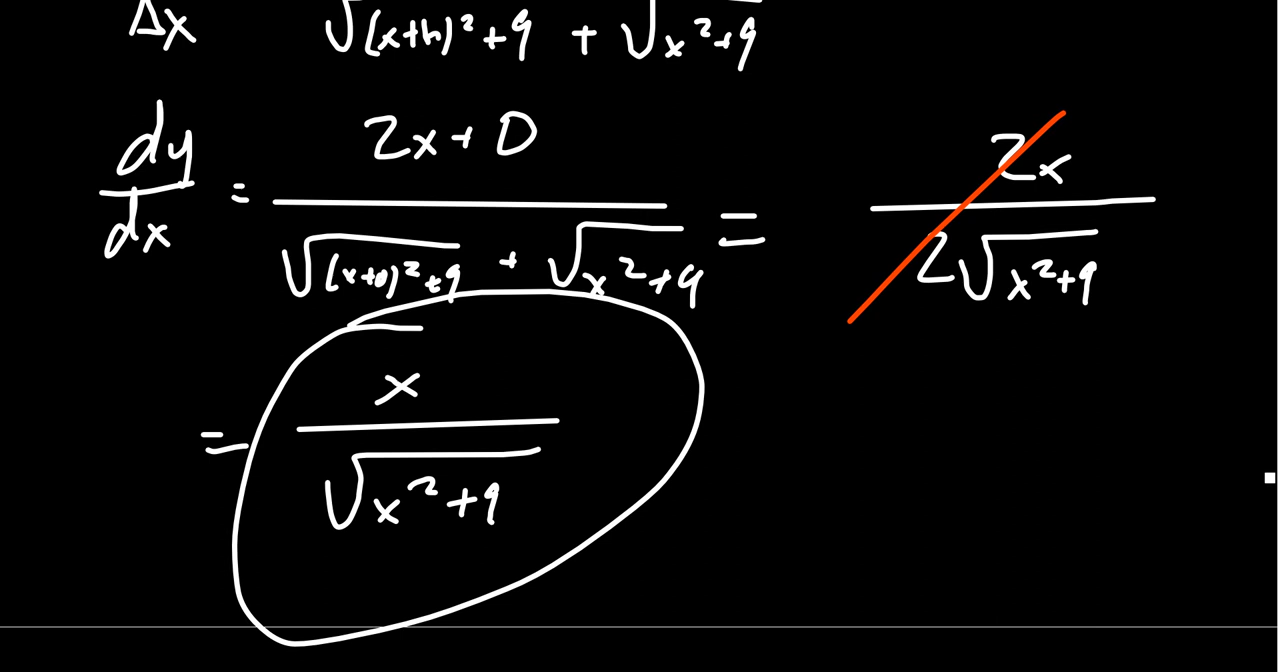 Δx √(x+h)²+9 + √x²+9
dy/dx = 2x+0 / √(x+0)²+9 + √x²+9 = 2x / 2√x²+9
= x / √x²+9